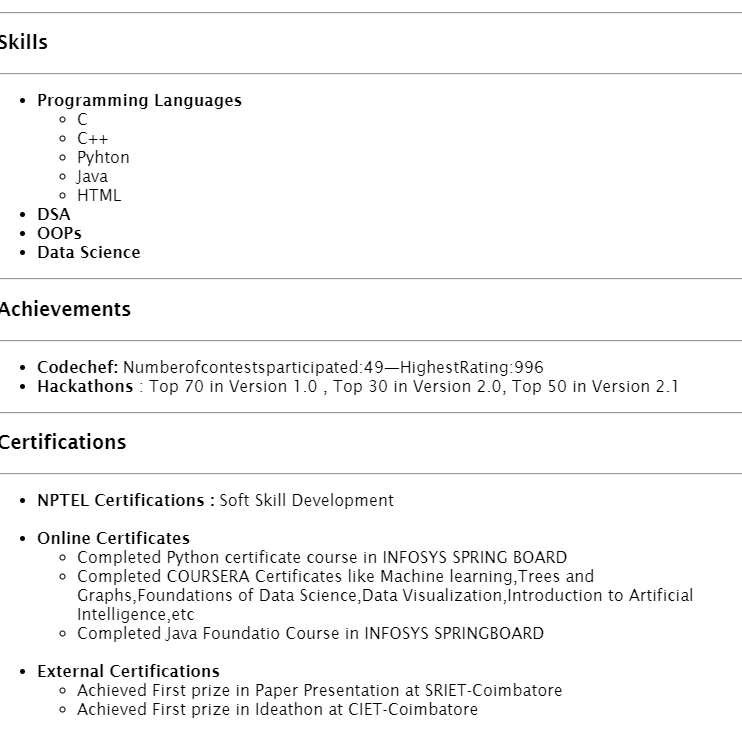 Skills
Programming Languages
C
C++
Pyhton
Java
HTML
DSA
OOPs
Data Science
Achievements
Codechef: Numberofcontestsparticipated:49—HighestRating:996
Hackathons : Top 70 in Version 1.0 , Top 30 in Version 2.0, Top 50 in Version 2.1
Certifications
NPTEL Certifications : Soft Skill Development
Online Certificates
Completed Python certificate course in INFOSYS SPRING BOARD
Completed COURSERA Certificates like Machine learning,Trees and
Graphs,Foundations of Data Science,Data Visualization,Introduction to Artificial
Intelligence,etc
Completed Java Foundatio Course in INFOSYS SPRINGBOARD
External Certifications
Achieved First prize in Paper Presentation at SRIET-Coimbatore
Achieved First prize in Ideathon at CIET-Coimbatore